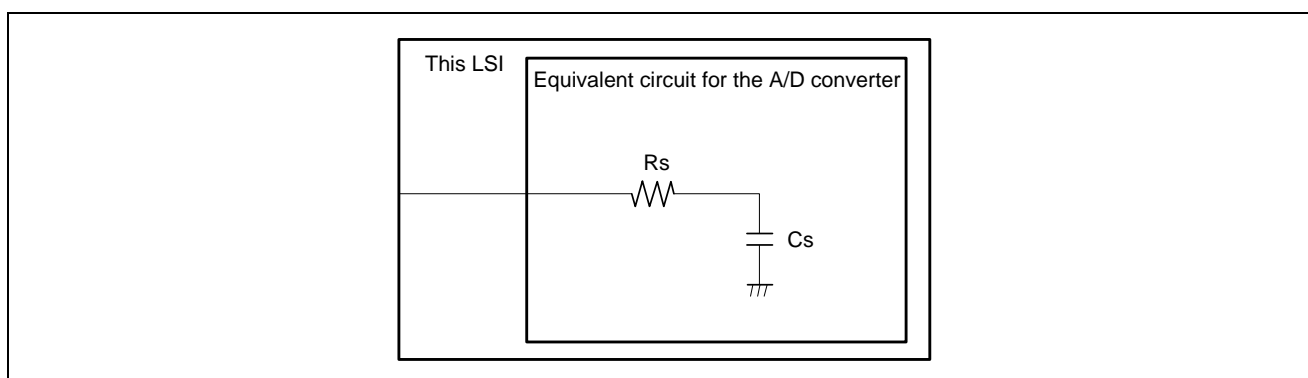 This LSI
Equivalent circuit for the A/D converter
Rs
Cs